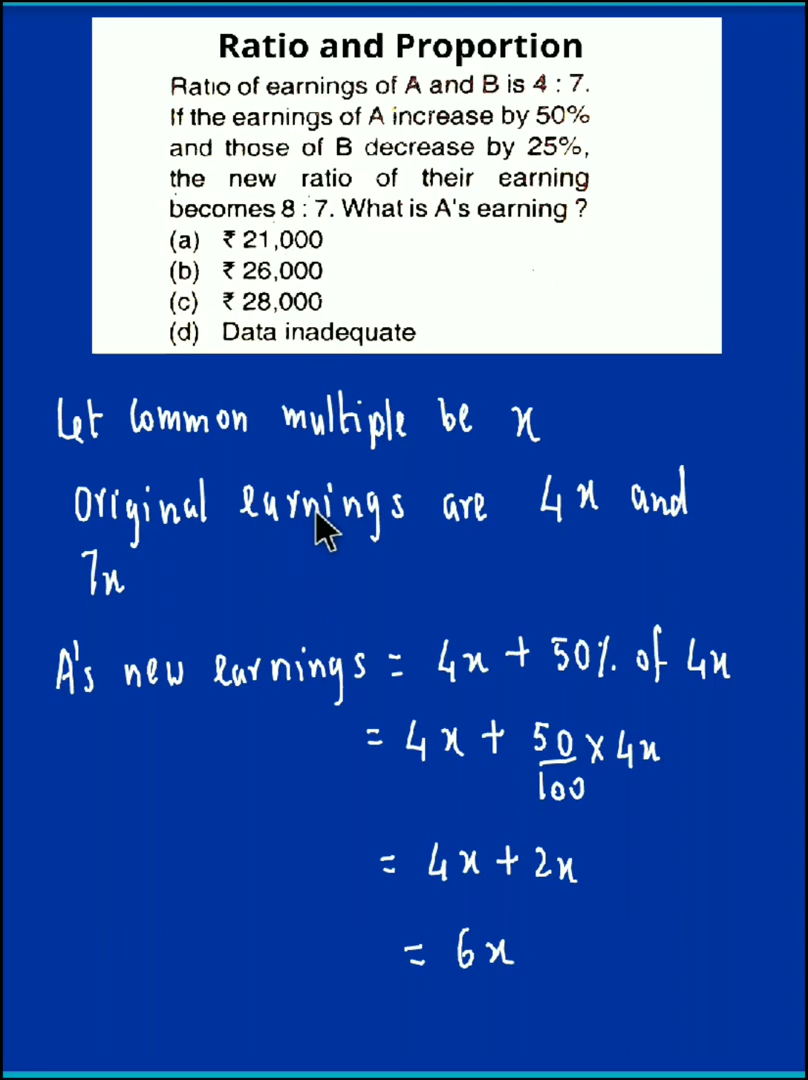 Ratio and Proportion
Ratio of earnings of A and B is 4 : 7.
If the earnings of A increase by 50%
and those of B decrease by 25%,
the new ratio of their earning
becomes 8 : 7. What is A's earning ?
(a) ₹ 21,000
(b) ₹ 26,000
(c) ₹ 28,000
(d) Data inadequate
Let common multiple be x
Original earnings are 4x and
7x
A's new earnings = 4x + 50% of 4x
= 4x + 50/100 × 4x
= 4x + 2x
= 6x